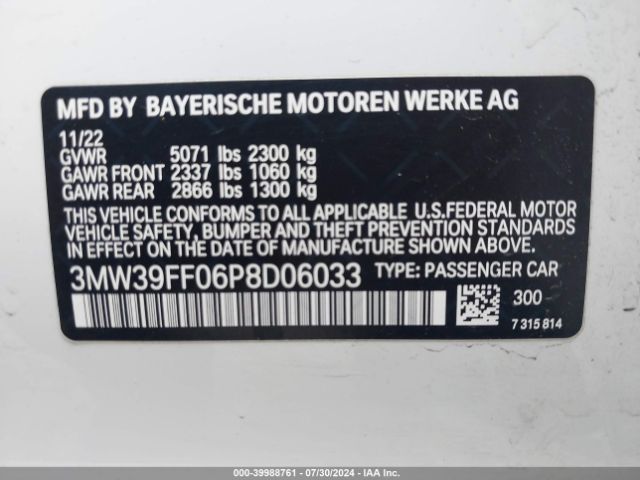 MFD BY BAYERISCHE MOTOREN WERKE AG
11/22
GVWR 5071 lbs 2300 kg
GAWR FRONT 2337 lbs 1060 kg
GAWR REAR 2866 lbs 1300 kg
THIS VEHICLE CONFORMS TO ALL APPLICABLE U.S.FEDERAL MOTOR
VEHICLE SAFETY, BUMPER AND THEFT PREVENTION STANDARDS
IN EFFECT ON THE DATE OF MANUFACTURE SHOWN ABOVE.
3MW39FF06P8D06033 TYPE: PASSENGER CAR
300
7 315 814
000-39988761 | 07/30/2024 — IAA Inc.